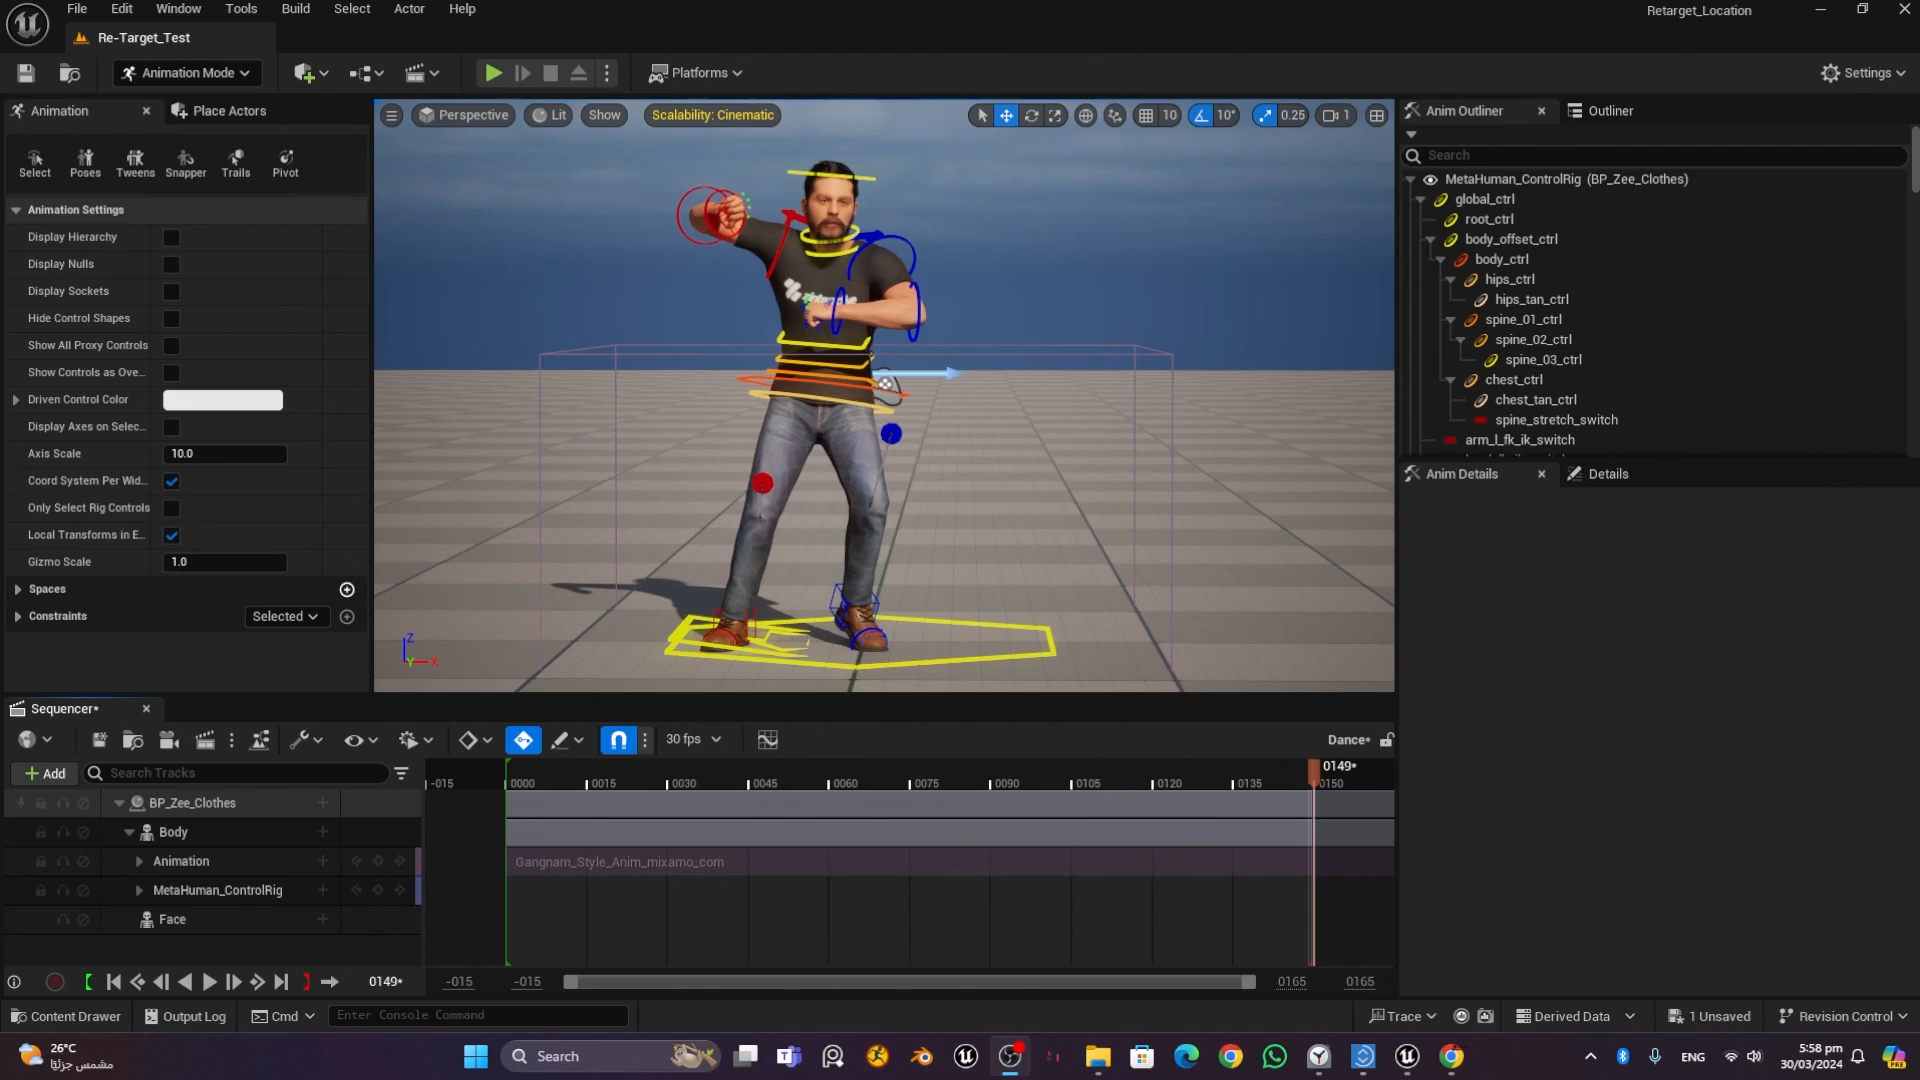 File Edit Window Tools Build Select Actor Help
Retarget_Location
Re-Target_Test
Animation Mode
Platforms
Settings
Animation
Place Actors
Perspective
Lit
Show
Scalability: Cinematic
10
10°
0.25
1
Anim Outliner
Outliner
Select
Poses
Tweens
Snapper
Trails
Pivot
Search
Animation Settings
Display Hierarchy
Display Nulls
Display Sockets
Hide Control Shapes
Show All Proxy Controls
Show Controls as Ove...
Driven Control Color
Display Axes on Selec...
Axis Scale
10.0
Coord System Per Wid...
Only Select Rig Controls
Local Transforms in E...
Gizmo Scale
1.0
Spaces
Constraints
Selected
MetaHuman_ControlRig (BP_Zee_Clothes)
global_ctrl
root_ctrl
body_offset_ctrl
body_ctrl
hips_ctrl
hips_tan_ctrl
spine_01_ctrl
spine_02_ctrl
spine_03_ctrl
chest_ctrl
chest_tan_ctrl
spine_stretch_switch
arm_l_fk_ik_switch
Anim Details
Details
Z
Y
X
Sequencer*
30 fps
Dance*
Add
Search Tracks
0149*
-015
0000
0015
0030
0045
0060
0075
0090
0105
0120
0135
0150
BP_Zee_Clothes
Body
Animation
Gangnam_Style_Anim_mixamo_com
MetaHuman_ControlRig
Face
0149*
-015
-015
0165
0165
Content Drawer
Output Log
Cmd
Enter Console Command
Trace
Derived Data
1 Unsaved
Revision Control
26°C
مشمس جزئيًا
Search
ENG
5:58 pm
30/03/2024
PRE